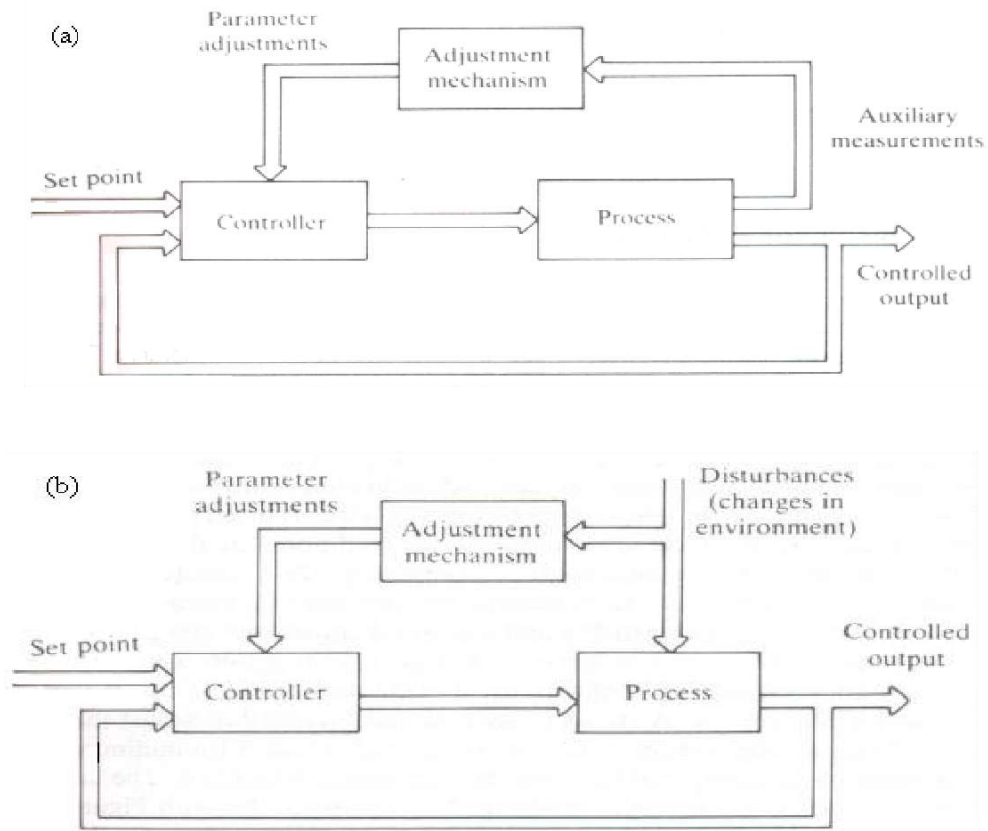 (a)
Parameter
adjustments
Adjustment
mechanism
Auxiliary
measurements
Set point
Controller
Process
Controlled
output
(b)
Parameter
adjustments
Disturbances
(changes in
environment)
Adjustment
mechanism
Set point
Controller
Process
Controlled
output